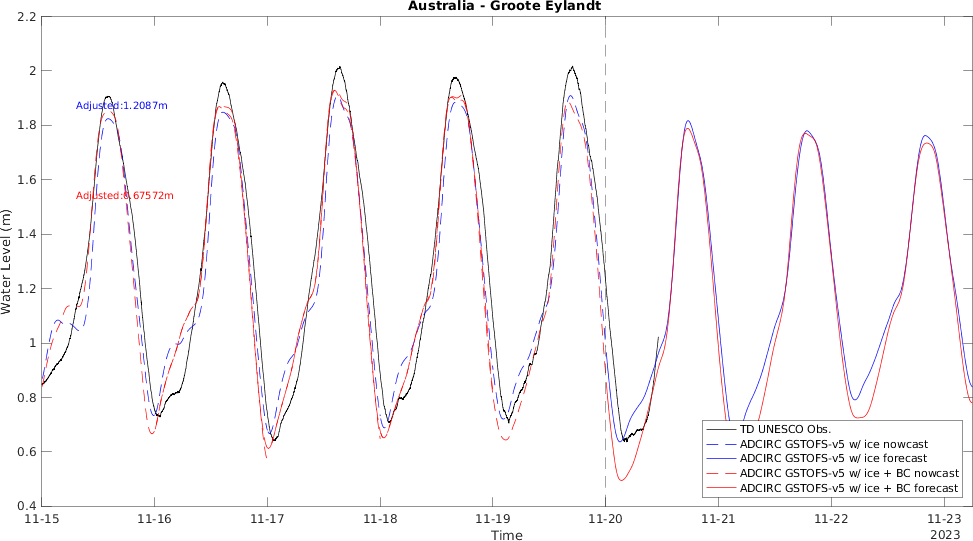 Australia - Groote Eylandt
2.2
2
1.8
1.6
1.4
1.2
1
0.8
0.6
0.4
Water Level (m)
Adjusted:1.2087m
Adjusted:0.67572m
TD UNESCO Obs.
ADCIRC GSTOFS-v5 w/ ice nowcast
ADCIRC GSTOFS-v5 w/ ice forecast
ADCIRC GSTOFS-v5 w/ ice + BC nowcast
ADCIRC GSTOFS-v5 w/ ice + BC forecast
11-15 11-16 11-17 11-18 11-19 11-20 11-21 11-22 11-23
2023
Time